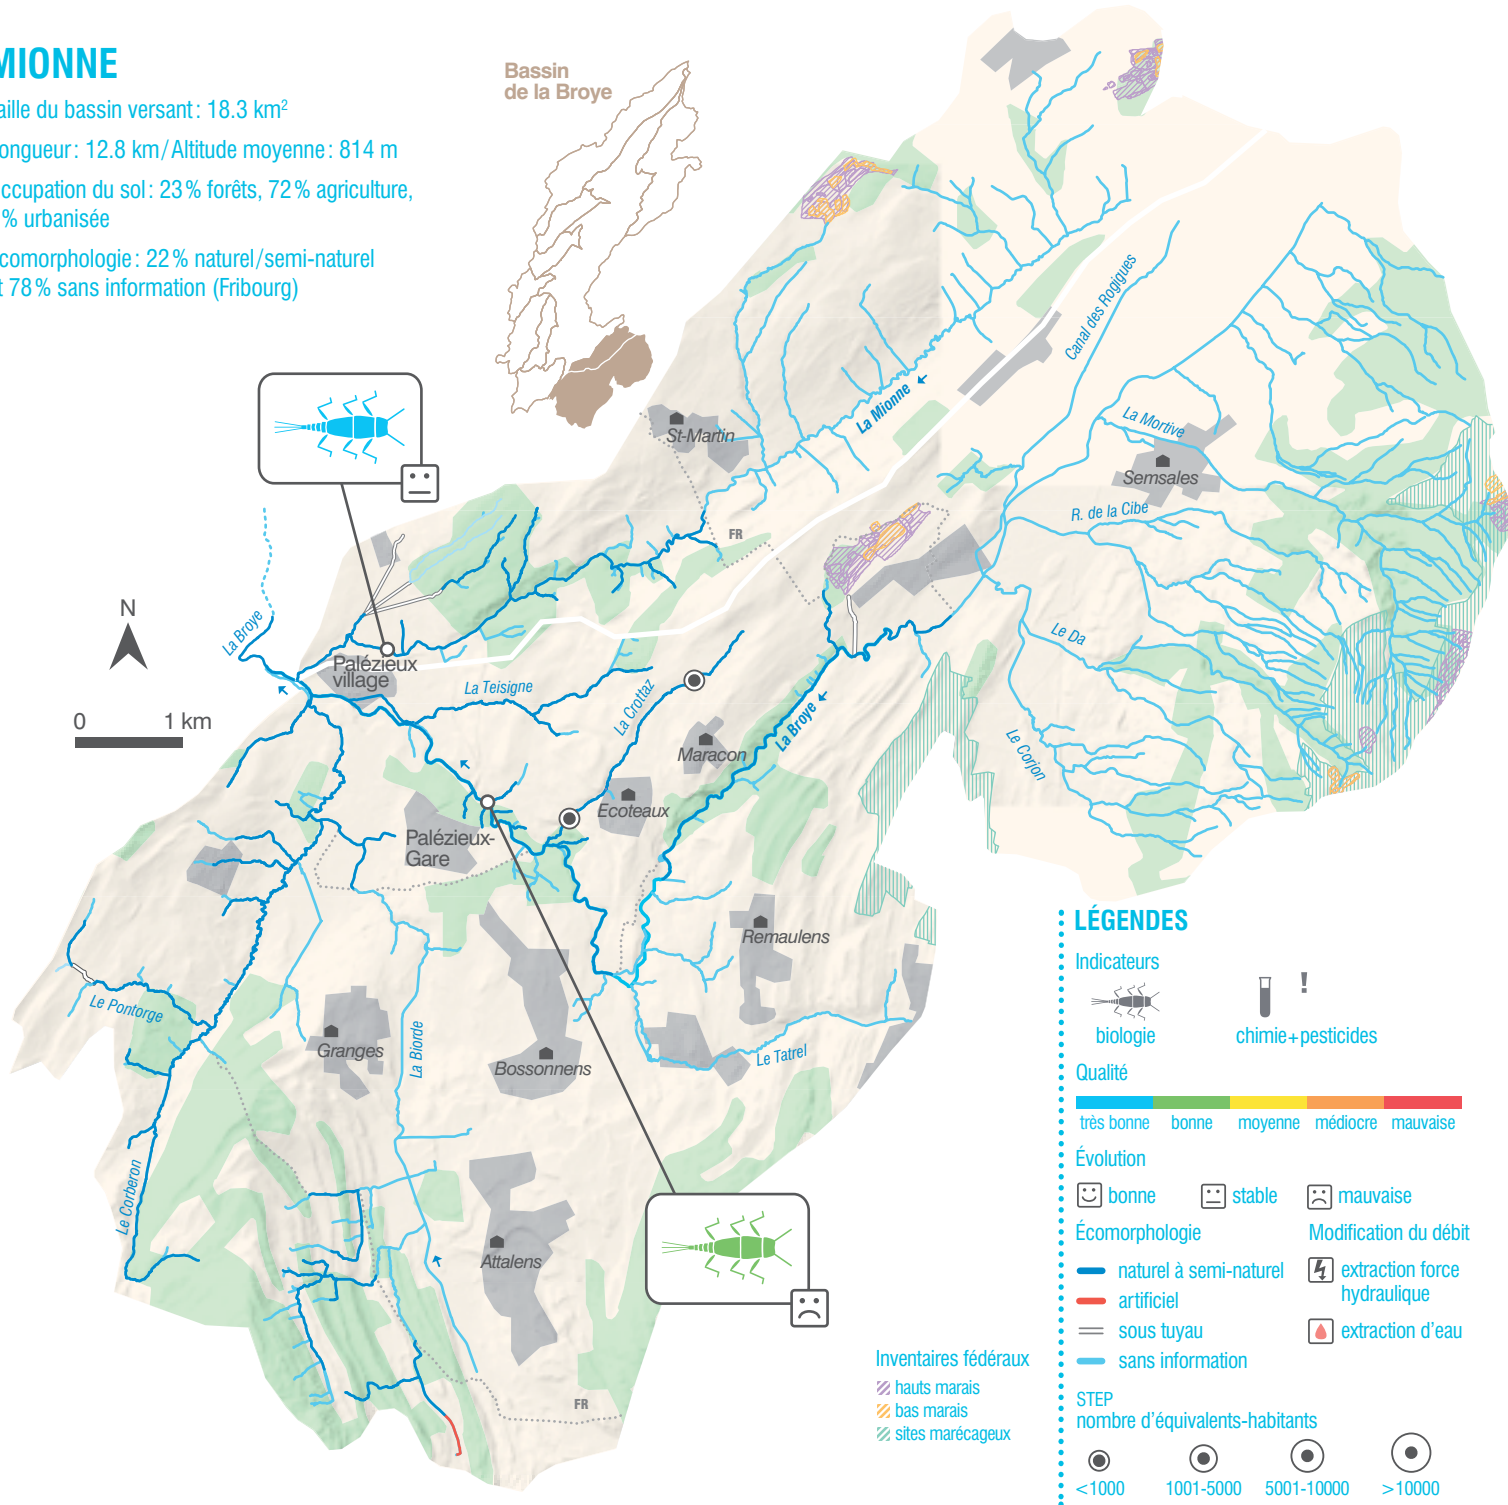 MIONNE
aille du bassin versant : 18.3 km²
ongueur : 12.8 km / Altitude moyenne : 814 m
ccupation du sol : 23 % forêts, 72 % agriculture,
% urbanisée
comorphologie : 22 % naturel/semi-naturel
t 78 % sans information (Fribourg)
Bassin
de la Broye
La Mionne
Canal des Rogigues
La Mortive
Semsales
R. de la Cibe
St-Martin
FR
N
La Broye
0 1 km
Palézieux
village
La Teisigne
La Crottaz
Maracon
La Broye
Le Da
Le Corjon
Ecoteaux
Palézieux-
Gare
Remaulens
Le Pontorge
Granges
La Biorde
Bossonnens
Le Tatrel
Le Corberon
Attalens
FR
Inventaires fédéraux
hauts marais
bas marais
sites marécageux
LÉGENDES
Indicateurs
!
biologie
chimie+pesticides
Qualité
très bonne bonne moyenne médiocre mauvaise
Évolution
bonne stable mauvaise
Écomorphologie
naturel à semi-naturel
artificiel
sous tuyau
sans information
Modification du débit
extraction force
hydraulique
extraction d'eau
STEP
nombre d'équivalents-habitants
<1000 1001-5000 5001-10000 >10000